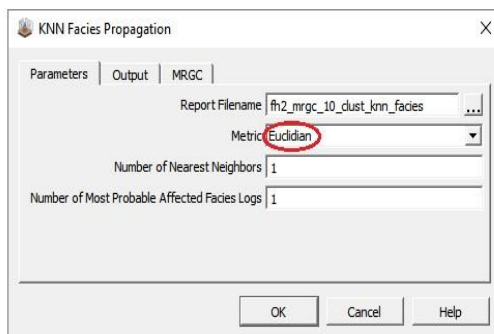 KNN Facies Propagation X
Parameters Output MRGC
Report Filename fh2_mrgc_10_clust_knn_facies ...
Metric Euclidian
Number of Nearest Neighbors 1
Number of Most Probable Affected Facies Logs 1
OK Cancel Help